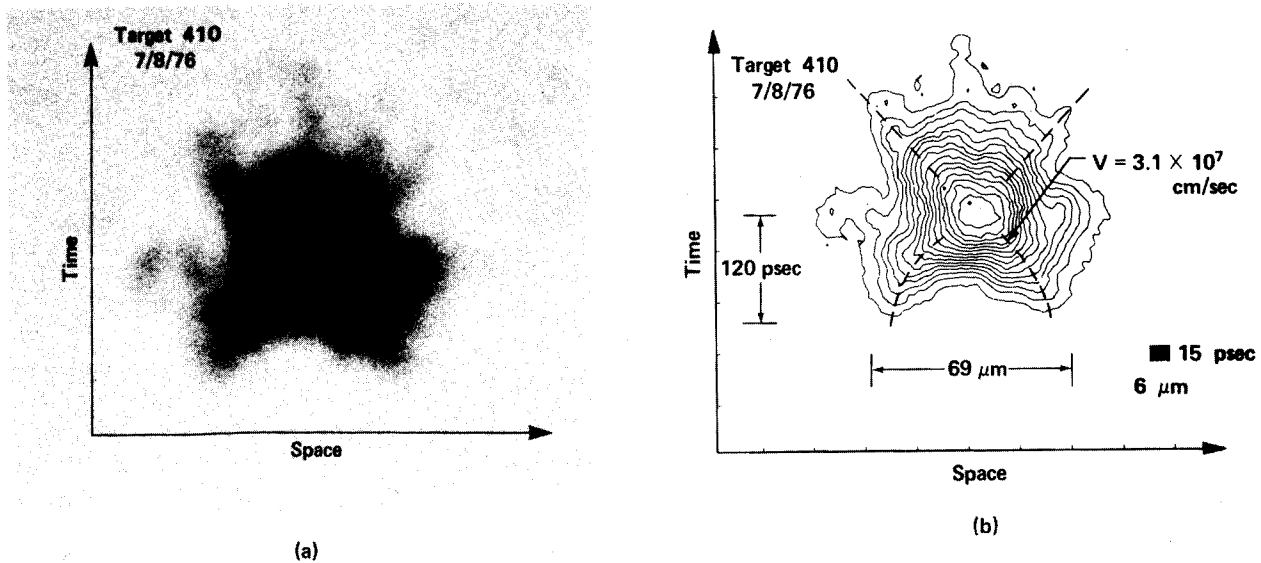 Target 410
7/8/76
Time
Space
(a)
Target 410
7/8/76
V = 3.1 × 10⁷
cm/sec
Time
120 psec
69 μm
15 psec
6 μm
Space
(b)